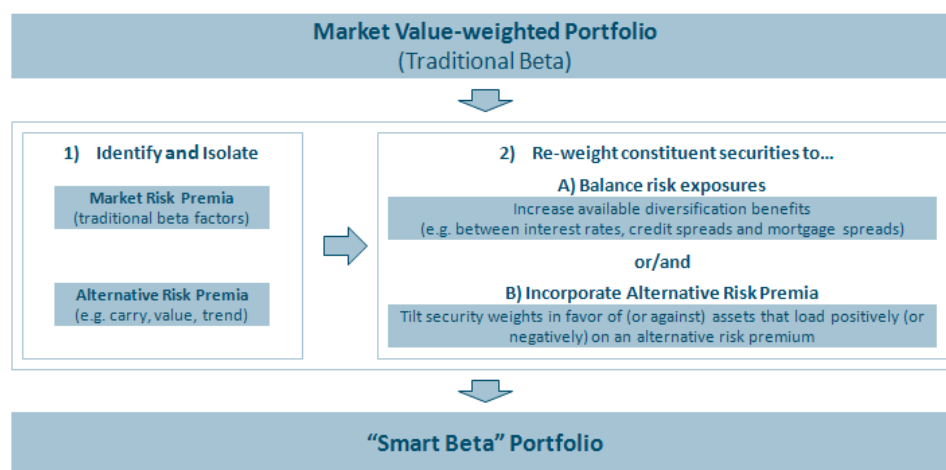 Market Value-weighted Portfolio
(Traditional Beta)
1) Identify and Isolate
Market Risk Premia
(traditional beta factors)
Alternative Risk Premia
(e.g. carry, value, trend)
2) Re-weight constituent securities to...
A) Balance risk exposures
Increase available diversification benefits
(e.g. between interest rates, credit spreads and mortgage spreads)
or/and
B) Incorporate Alternative Risk Premia
Tilt security weights in favor of (or against) assets that load positively (or
negatively) on an alternative risk premium
“Smart Beta” Portfolio